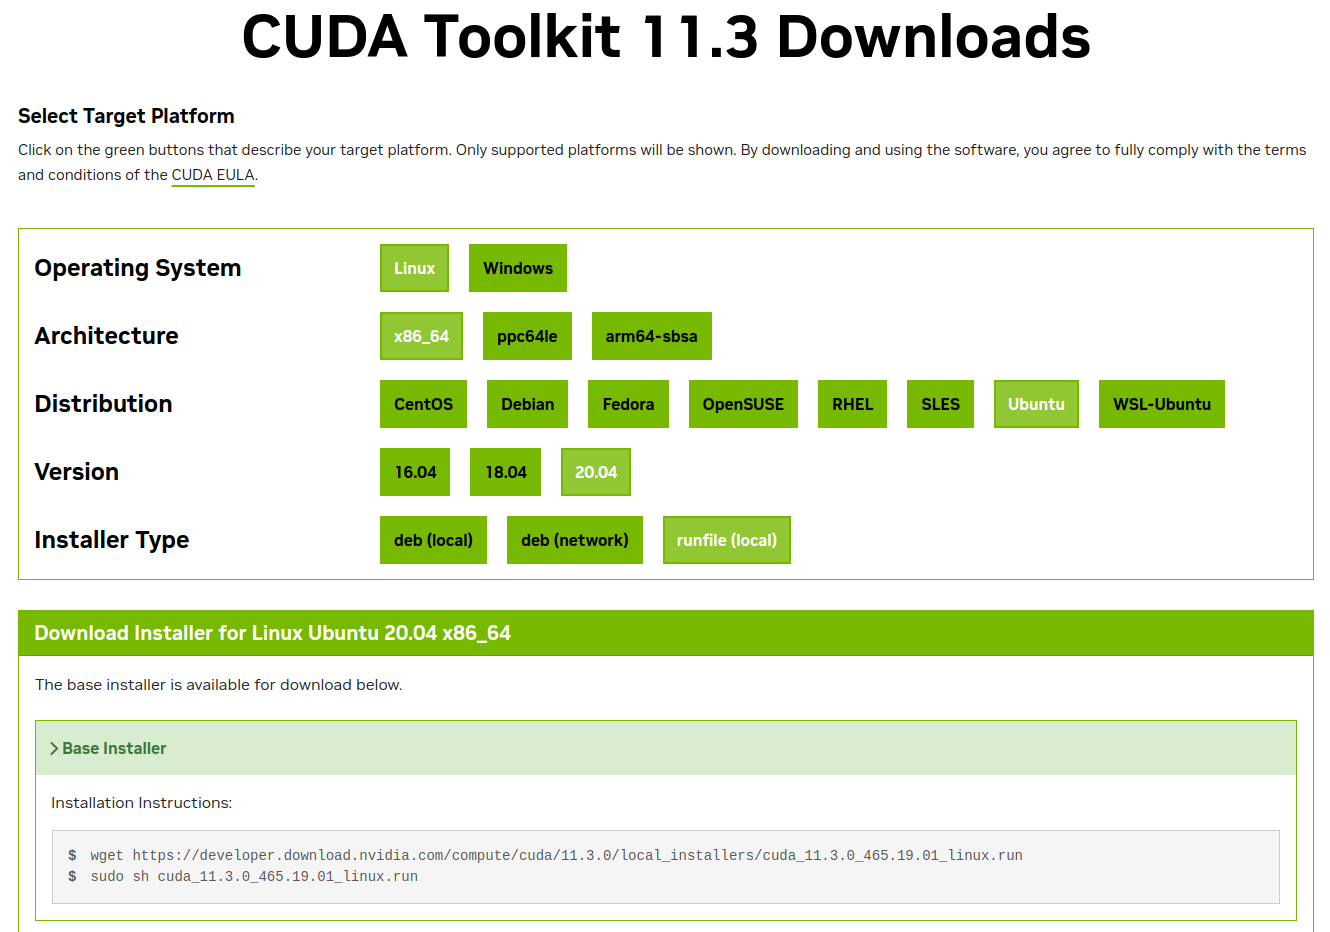 CUDA Toolkit 11.3 Downloads
Select Target Platform
Click on the green buttons that describe your target platform. Only supported platforms will be shown. By downloading and using the software, you agree to fully comply with the terms
and conditions of the CUDA EULA.
Operating System Linux Windows
Architecture x86_64 ppc64le arm64-sbsa
Distribution CentOS Debian Fedora OpenSUSE RHEL SLES Ubuntu WSL-Ubuntu
Version 16.04 18.04 20.04
Installer Type deb (local) deb (network) runfile (local)
Download Installer for Linux Ubuntu 20.04 x86_64
The base installer is available for download below.
Base Installer
Installation Instructions:
$ wget https://developer.download.nvidia.com/compute/cuda/11.3.0/local_installers/cuda_11.3.0_465.19.01_linux.run
$ sudo sh cuda_11.3.0_465.19.01_linux.run